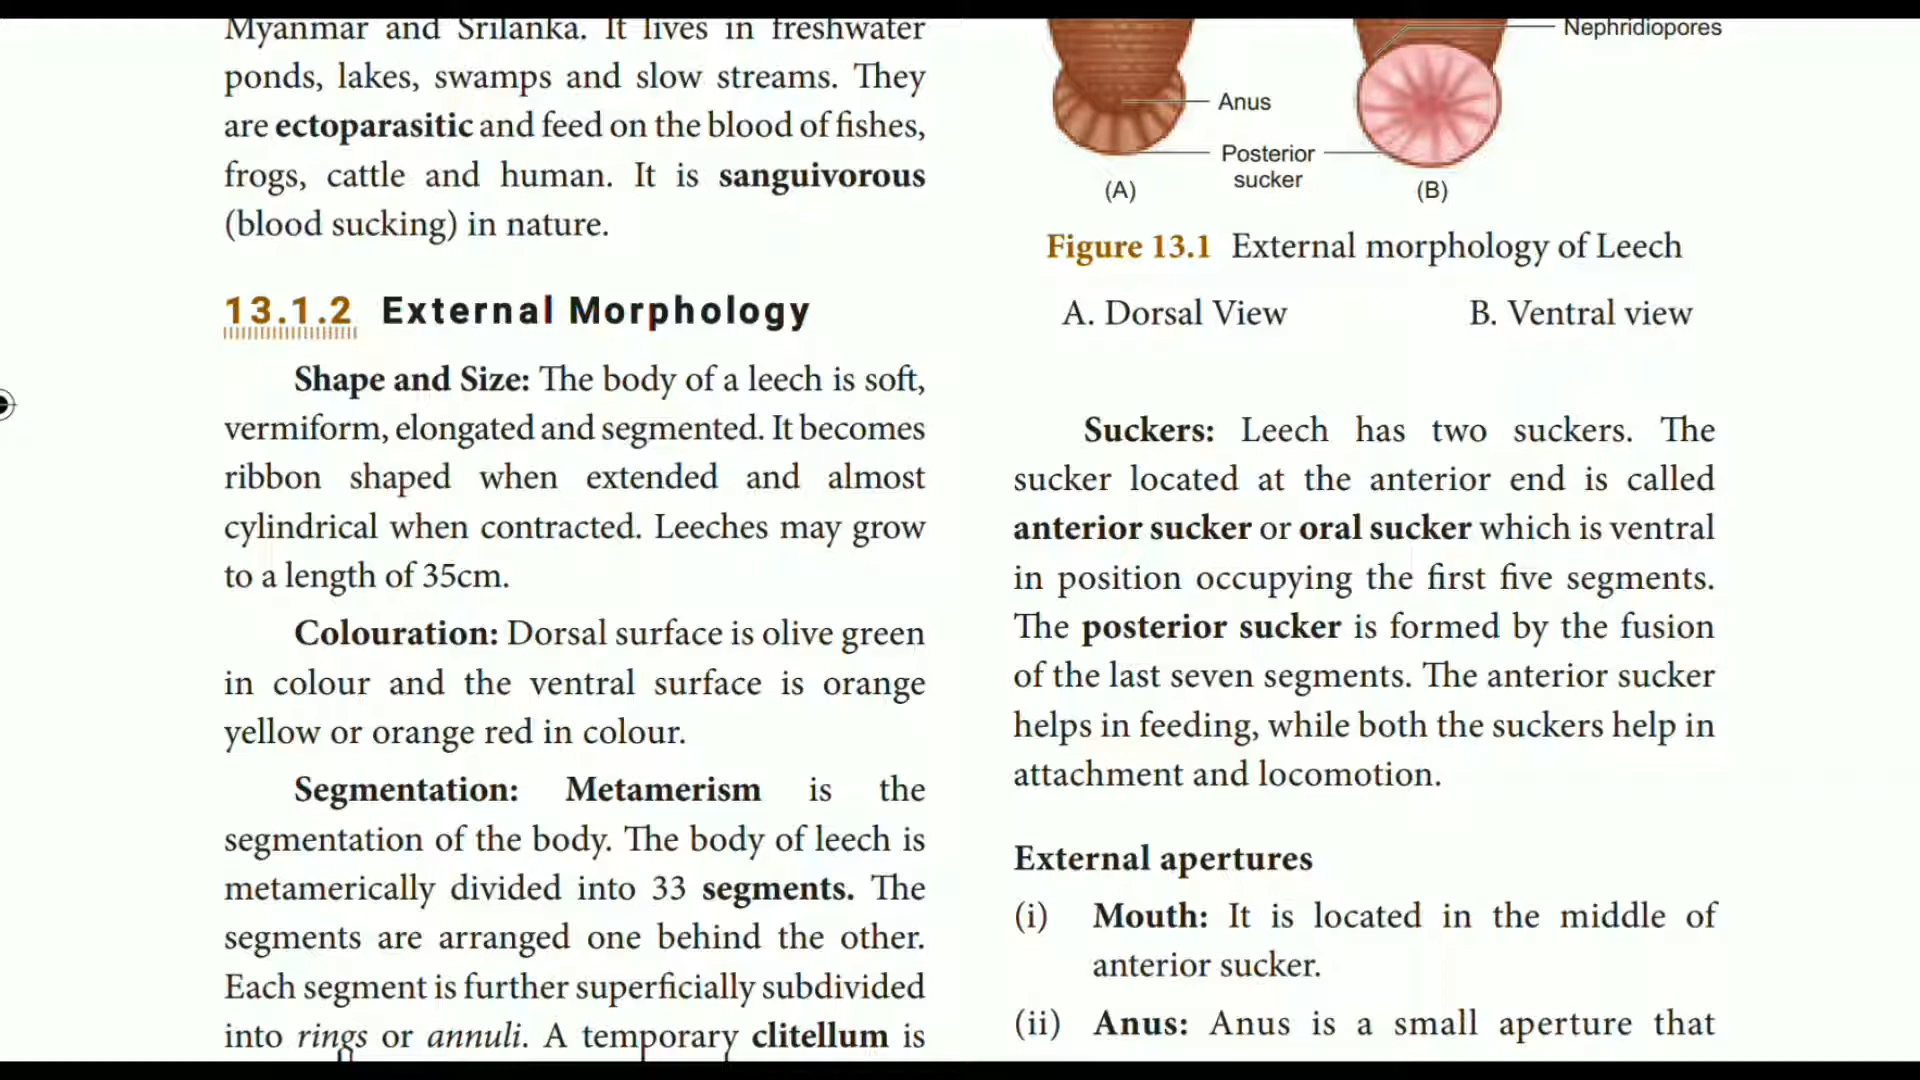 Myanmar and Srilanka. It lives in freshwater
ponds, lakes, swamps and slow streams. They
are ectoparasitic and feed on the blood of fishes,
frogs, cattle and human. It is sanguivorous
(blood sucking) in nature.
13.1.2 External Morphology
Shape and Size: The body of a leech is soft,
vermiform, elongated and segmented. It becomes
ribbon shaped when extended and almost
cylindrical when contracted. Leeches may grow
to a length of 35cm.
Colouration: Dorsal surface is olive green
in colour and the ventral surface is orange
yellow or orange red in colour.
Segmentation: Metamerism is the
segmentation of the body. The body of leech is
metamerically divided into 33 segments. The
segments are arranged one behind the other.
Each segment is further superficially subdivided
into rings or annuli. A temporary clitellum is
Nephridiopores
Anus
Posterior
sucker
(A)
(B)
Figure 13.1 External morphology of Leech
A. Dorsal View B. Ventral view
Suckers: Leech has two suckers. The
sucker located at the anterior end is called
anterior sucker or oral sucker which is ventral
in position occupying the first five segments.
The posterior sucker is formed by the fusion
of the last seven segments. The anterior sucker
helps in feeding, while both the suckers help in
attachment and locomotion.
External apertures
(i) Mouth: It is located in the middle of
anterior sucker.
(ii) Anus: Anus is a small aperture that